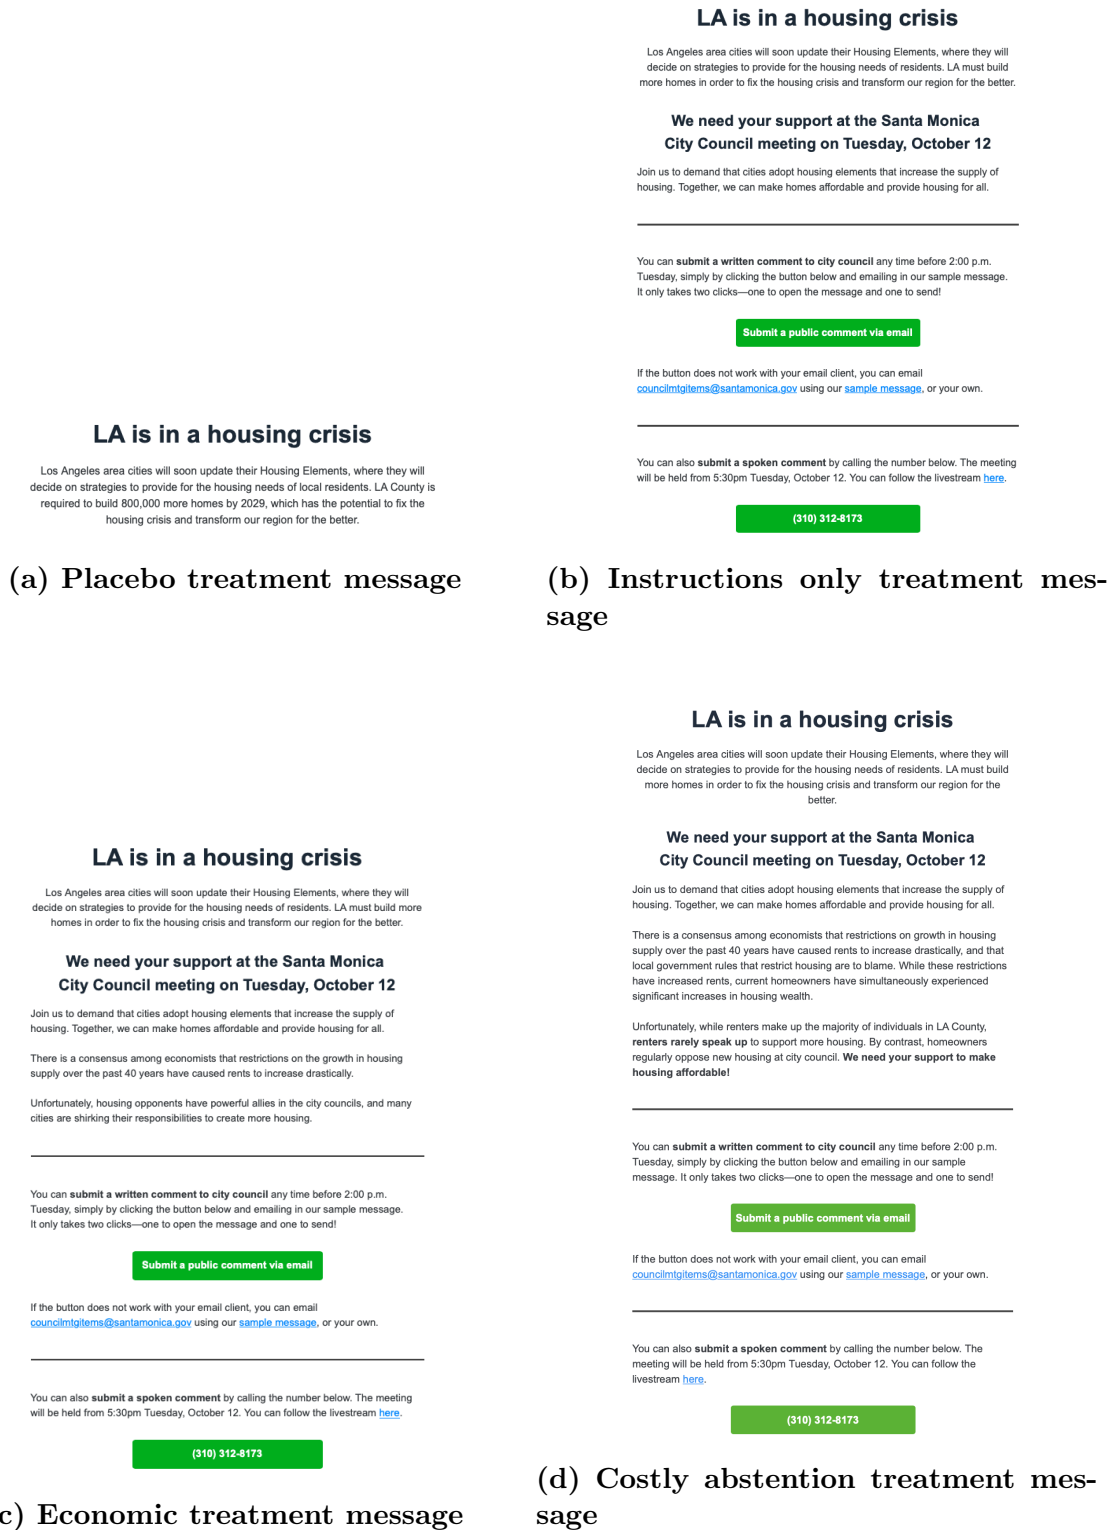 LA is in a housing crisis
Los Angeles area cities will soon update their Housing Elements, where they will
decide on strategies to provide for the housing needs of local residents. LA County is
required to build 800,000 more homes by 2029, which has the potential to fix the
housing crisis and transform our region for the better.
(a) Placebo treatment message
LA is in a housing crisis
Los Angeles area cities will soon update their Housing Elements, where they will
decide on strategies to provide for the housing needs of residents. LA must build
more homes in order to fix the housing crisis and transform our region for the better.
We need your support at the Santa Monica
City Council meeting on Tuesday, October 12
Join us to demand that cities adopt housing elements that increase the supply of
housing. Together, we can make homes affordable and provide housing for all.
You can submit a written comment to city council any time before 2:00 p.m.
Tuesday, simply by clicking the button below and emailing in our sample message.
It only takes two clicks—one to open the message and one to send!
Submit a public comment via email
If the button does not work with your email client, you can email
councilmtgitems@santamonica.gov using our sample message, or your own.
You can also submit a spoken comment by calling the number below. The meeting
will be held from 5:30pm Tuesday, October 12. You can follow the livestream here.
(310) 312-8173
(b) Instructions only treatment mes-
sage
LA is in a housing crisis
Los Angeles area cities will soon update their Housing Elements, where they will
decide on strategies to provide for the housing needs of residents. LA must build more
homes in order to fix the housing crisis and transform our region for the better.
We need your support at the Santa Monica
City Council meeting on Tuesday, October 12
Join us to demand that cities adopt housing elements that increase the supply of
housing. Together, we can make homes affordable and provide housing for all.
There is a consensus among economists that restrictions on the growth in housing
supply over the past 40 years have caused rents to increase drastically.
Unfortunately, housing opponents have powerful allies in the city councils, and many
cities are shirking their responsibilities to create more housing.
You can submit a written comment to city council any time before 2:00 p.m.
Tuesday, simply by clicking the button below and emailing in our sample message.
It only takes two clicks—one to open the message and one to send!
Submit a public comment via email
If the button does not work with your email client, you can email
councilmtgitems@santamonica.gov using our sample message, or your own.
You can also submit a spoken comment by calling the number below. The meeting
will be held from 5:30pm Tuesday, October 12. You can follow the livestream here.
(310) 312-8173
c) Economic treatment message
LA is in a housing crisis
Los Angeles area cities will soon update their Housing Elements, where they will
decide on strategies to provide for the housing needs of residents. LA must build
more homes in order to fix the housing crisis and transform our region for the
better.
We need your support at the Santa Monica
City Council meeting on Tuesday, October 12
Join us to demand that cities adopt housing elements that increase the supply of
housing. Together, we can make homes affordable and provide housing for all.
There is a consensus among economists that restrictions on growth in housing
supply over the past 40 years have caused rents to increase drastically, and that
local government rules that restrict housing are to blame. While these restrictions
have increased rents, current homeowners have simultaneously experienced
significant increases in housing wealth.
Unfortunately, while renters make up the majority of individuals in LA County,
renters rarely speak up to support more housing. By contrast, homeowners
regularly oppose new housing at city council. We need your support to make
housing affordable!
You can submit a written comment to city council any time before 2:00 p.m.
Tuesday, simply by clicking the button below and emailing in our sample
message. It only takes two clicks—one to open the message and one to send!
Submit a public comment via email
If the button does not work with your email client, you can email
councilmtgitems@santamonica.gov using our sample message, or your own.
You can also submit a spoken comment by calling the number below. The
meeting will be held from 5:30pm Tuesday, October 12. You can follow the
livestream here.
(310) 312-8173
(d) Costly abstention treatment mes-
sage